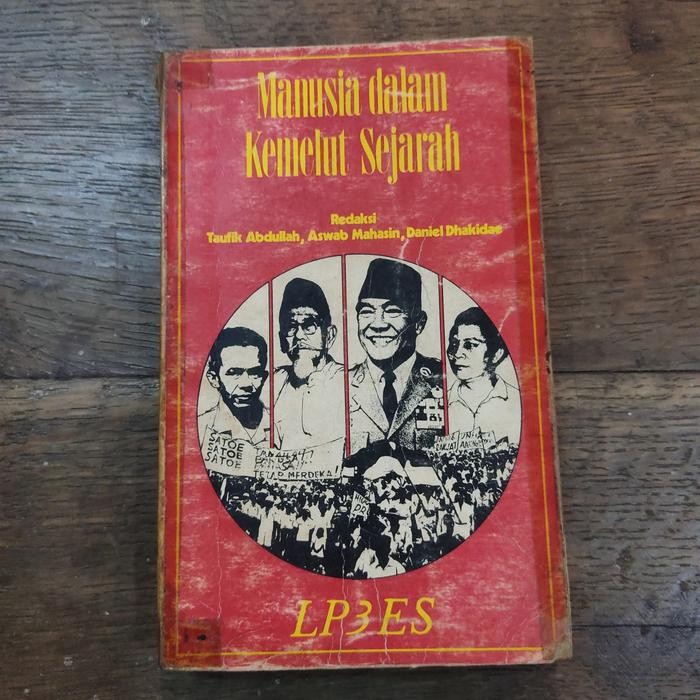 Manusia dalam
Kemelut Sejarah
Redaksi
Taufik Abdullah, Aswab Mahasin, Daniel Dhakidae
SATOE
SATOE
SATOE
TETAP MERDEKA!
LP3ES